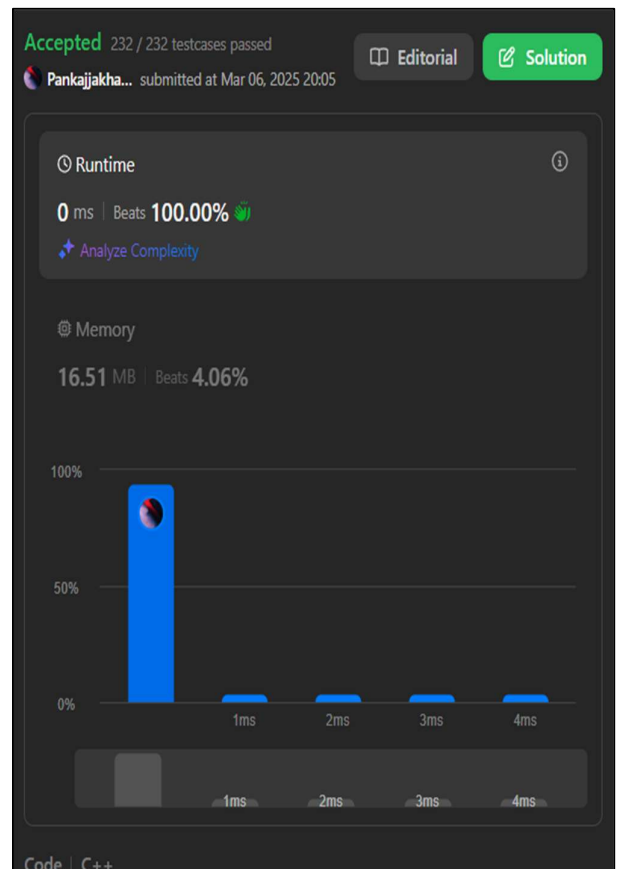 Accepted 232 / 232 testcases passed
Editorial
Solution
Pankajjakha... submitted at Mar 06, 2025 20:05
Runtime
0 ms | Beats 100.00%
Analyze Complexity
Memory
16.51 MB | Beats 4.06%
100%
50%
0%
1ms 2ms 3ms 4ms
1ms 2ms 3ms 4ms
Code | C++